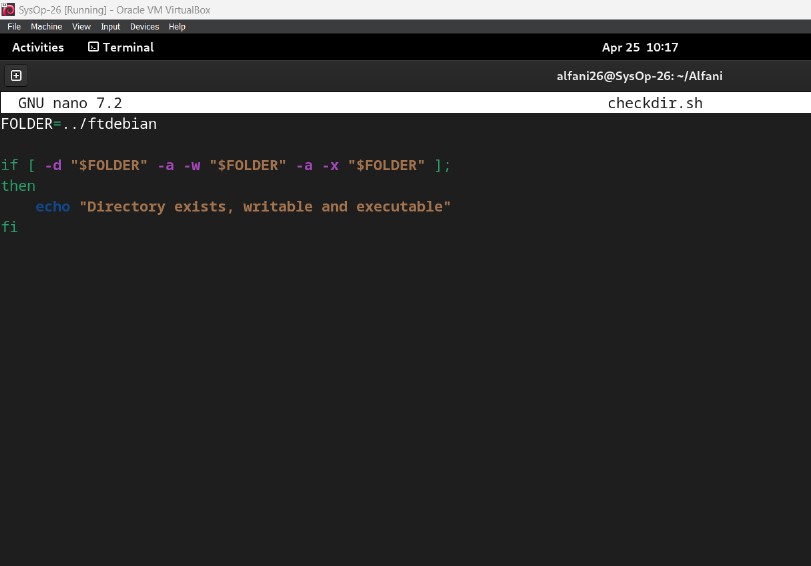 SysOp-26 [Running] - Oracle VM VirtualBox
File Machine View Input Devices Help
Activities Terminal Apr 25 10:17
alfani26@SysOp-26: ~/Alfani
GNU nano 7.2 checkdir.sh
FOLDER=../ftdebian
if [ -d "$FOLDER" -a -w "$FOLDER" -a -x "$FOLDER" ];
then
    echo "Directory exists, writable and executable"
fi